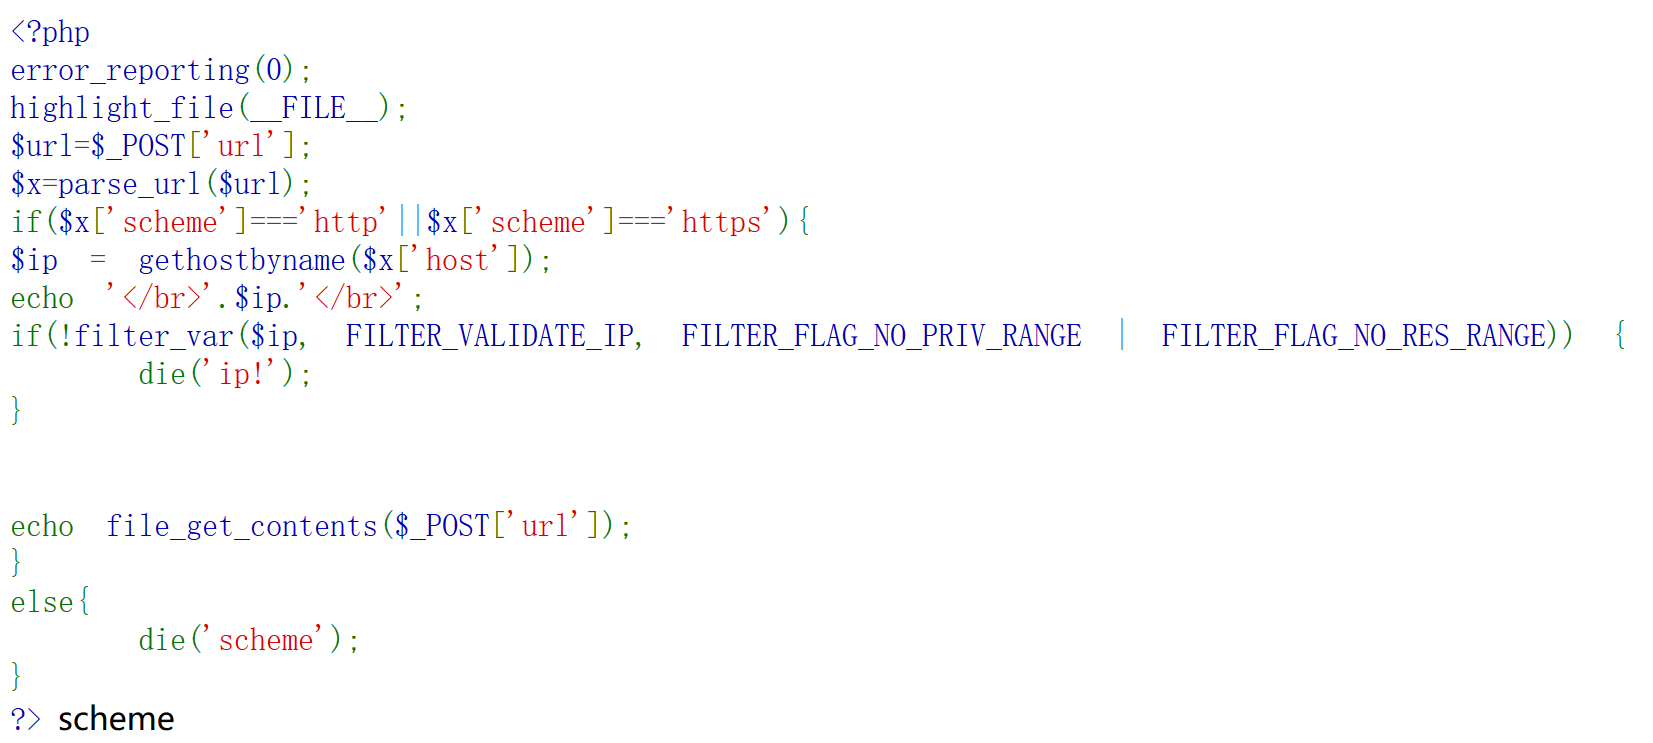 <?php
error_reporting(0);
highlight_file(__FILE__);
$url=$_POST['url'];
$x=parse_url($url);
if($x['scheme']==='http'||$x['scheme']==='https'){
$ip = gethostbyname($x['host']);
echo '</br>'.$ip.'</br>';
if(!filter_var($ip, FILTER_VALIDATE_IP, FILTER_FLAG_NO_PRIV_RANGE | FILTER_FLAG_NO_RES_RANGE)) {
die('ip!');
}
echo file_get_contents($_POST['url']);
}
else{
die('scheme');
}
?> scheme